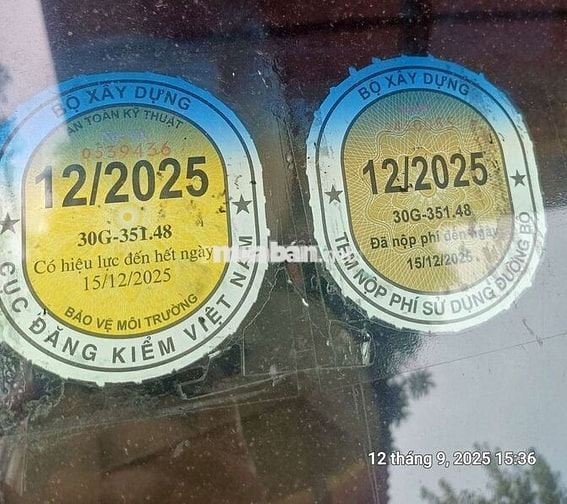 BỘ XÂY DỰNG
AN TOÀN KỸ THUẬT
0539436
12/2025
30G-351.48
Có hiệu lực đến hết ngày
15/12/2025
BẢO VỆ MÔI TRƯỜNG
CỤC ĐĂNG KIỂM VIỆT NAM
BỘ XÂY DỰNG
12/2025
30G-351.48
Đã nộp phí đến ngày
15/12/2025
TEM NỘP PHÍ SỬ DỤNG ĐƯỜNG BỘ
12 tháng 9, 2025 15:36